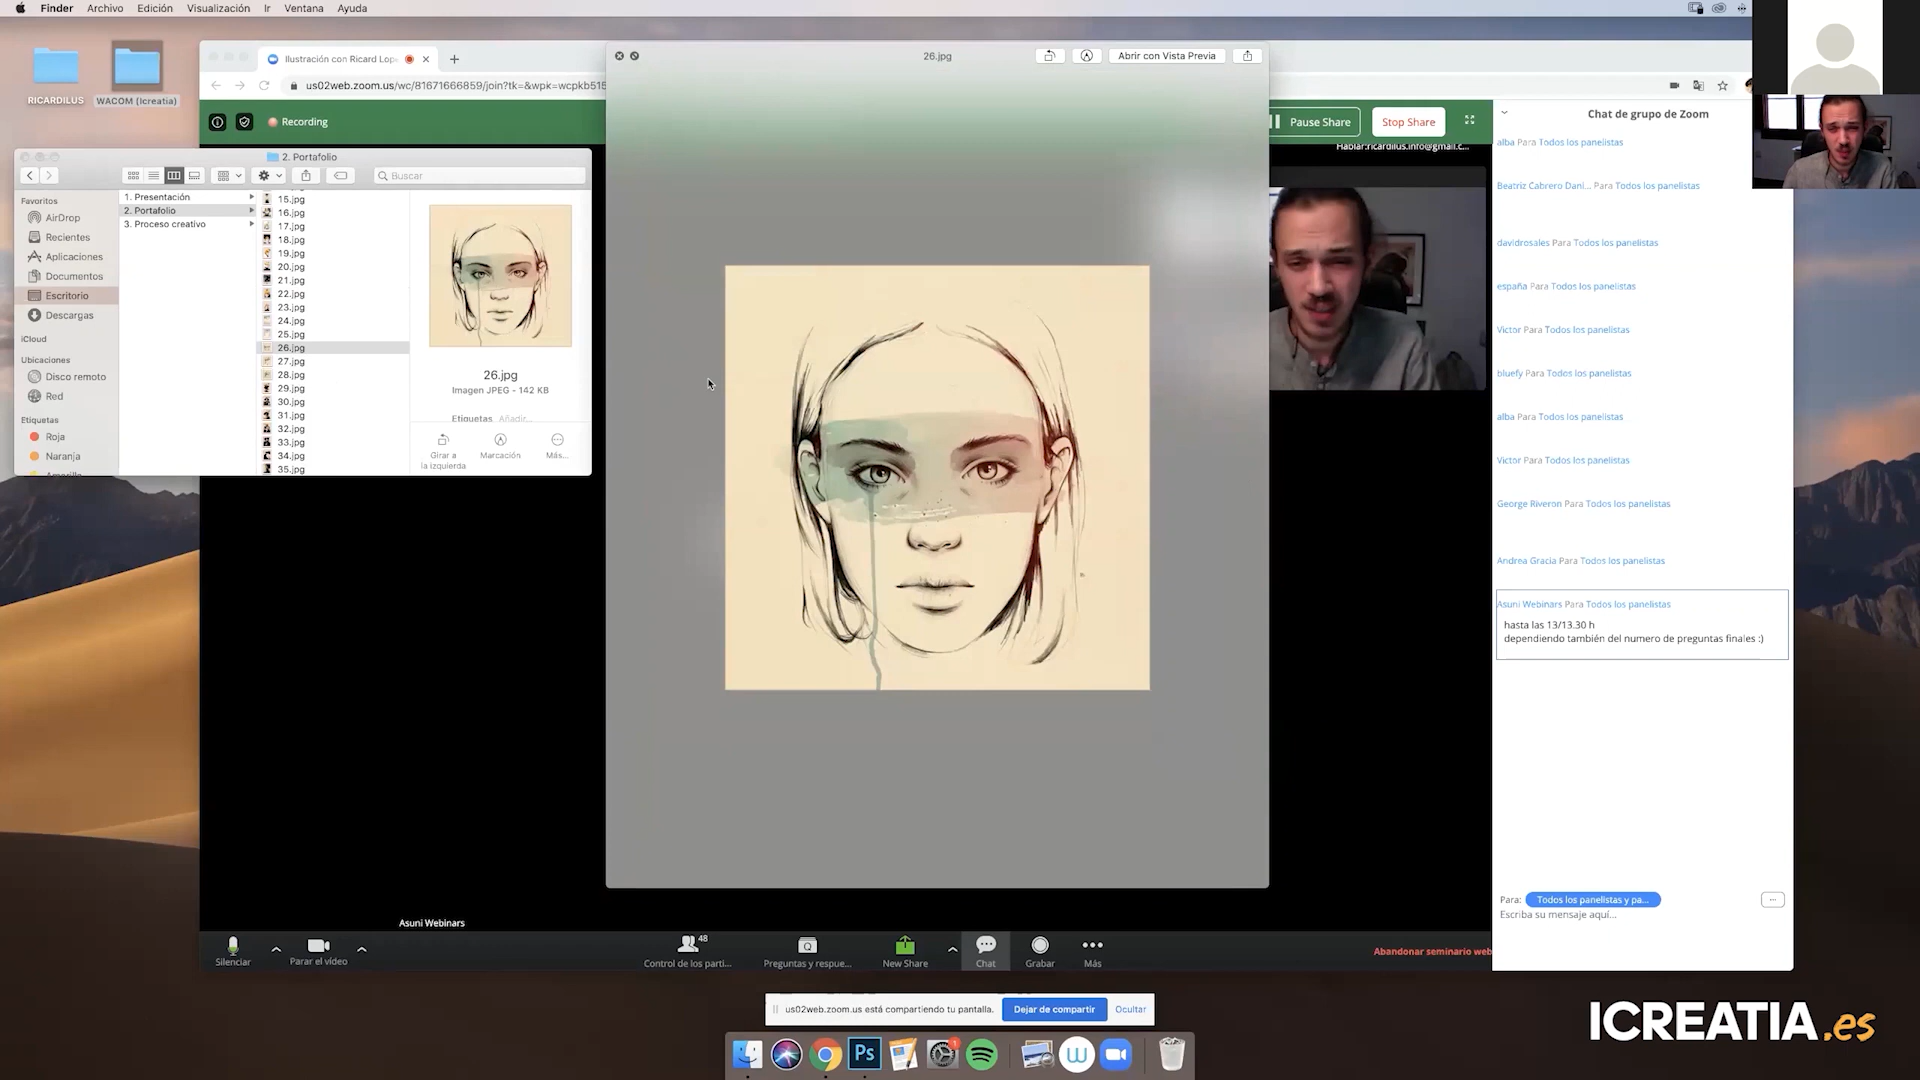 Finder Archivo Edición Visualización Ir Ventana Ayuda
RICARDILUS
WACOM (Icreatia)
Ilustración con Ricard Lop
us02web.zoom.us/wc/81671666859/join?tk=&wpk=wcpkb515
Recording
26.jpg
Abrir con Vista Previa
Pause Share
Stop Share
Hablar:ricardilus.info@gmail.c...
2. Portafolio
Buscar
Favoritos
AirDrop
Recientes
Aplicaciones
Documentos
Escritorio
Descargas
iCloud
Ubicaciones
Disco remoto
Red
Etiquetas
Roja
Naranja
Amarilla
1. Presentación
2. Portafolio
3. Proceso creativo
15.jpg
16.jpg
17.jpg
18.jpg
19.jpg
20.jpg
21.jpg
22.jpg
23.jpg
24.jpg
25.jpg
26.jpg
27.jpg
28.jpg
29.jpg
30.jpg
31.jpg
32.jpg
33.jpg
34.jpg
35.jpg
26.jpg
Imagen JPEG - 142 KB
Etiquetas Añadir...
Girar a
la izquierda
Marcación
Más...
Chat de grupo de Zoom
alba Para Todos los panelistas
Beatriz Cabrero Dani... Para Todos los panelistas
davidrosales Para Todos los panelistas
españa Para Todos los panelistas
Victor Para Todos los panelistas
bluefy Para Todos los panelistas
alba Para Todos los panelistas
Victor Para Todos los panelistas
George Riveron Para Todos los panelistas
Andrea Gracia Para Todos los panelistas
Asuni Webinars Para Todos los panelistas
hasta las 13/13.30 h
dependiendo también del numero de preguntas finales :)
Para: Todos los panelistas y pa...
Escriba su mensaje aquí...
Asuni Webinars
Silenciar
Parar el vídeo
48
Control de los parti...
Preguntas y respue...
New Share
Chat
Grabar
Más
Abandonar seminario web
us02web.zoom.us está compartiendo tu pantalla.
Dejar de compartir
Ocultar
Ps
1
ICREATIA.es